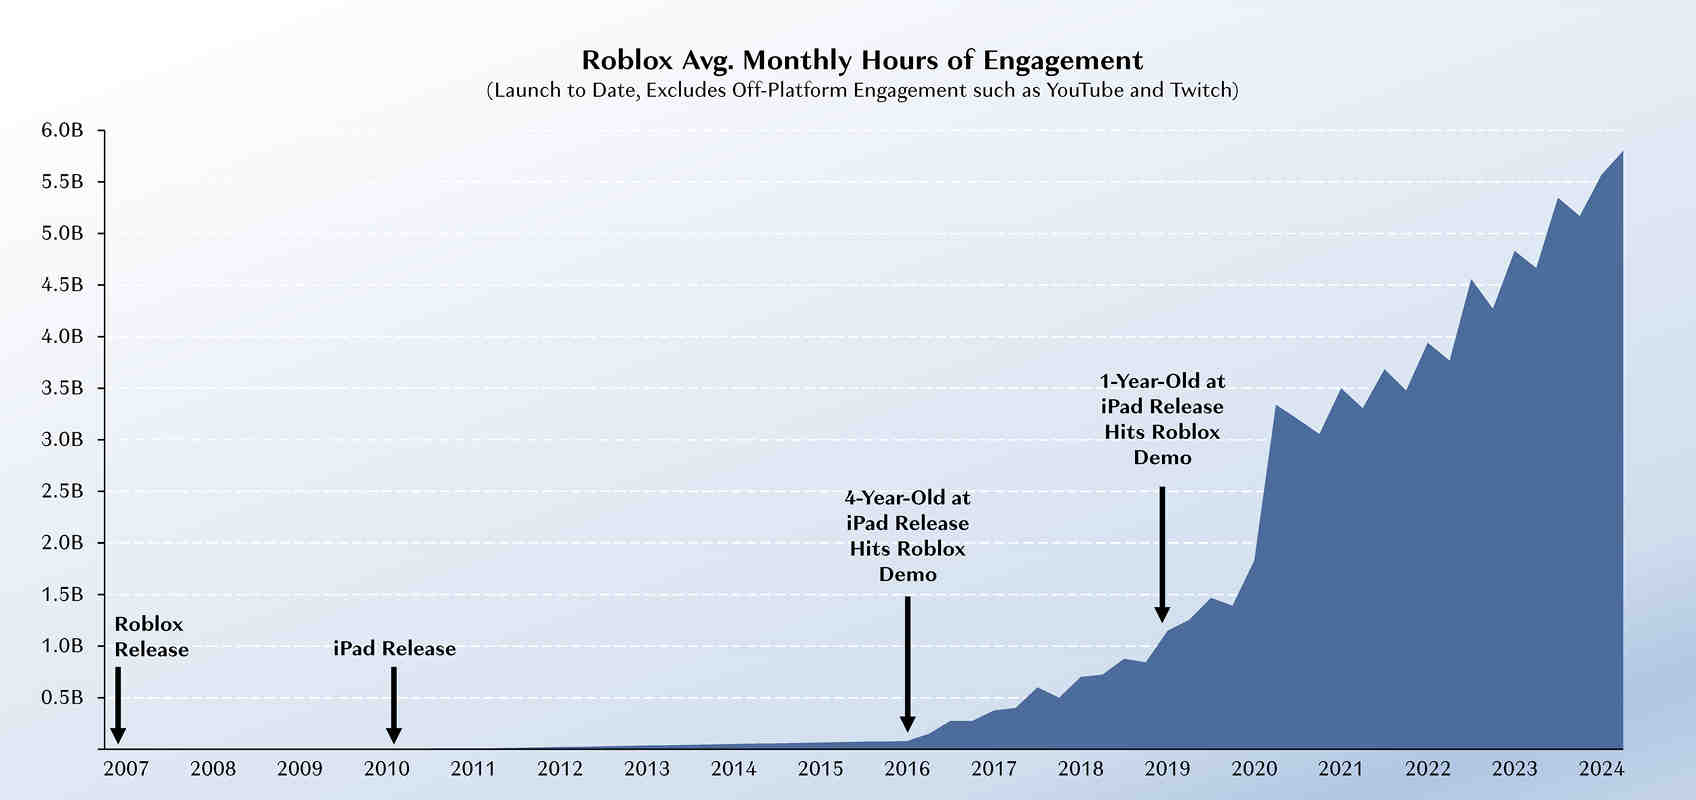 Roblox Avg. Monthly Hours of Engagement
(Launch to Date, Excludes Off-Platform Engagement such as YouTube and Twitch)
6.0B
5.5B
5.0B
4.5B
4.0B
3.5B
3.0B
2.5B
2.0B
1.5B
1.0B
0.5B
Roblox
Release
iPad Release
4-Year-Old at
iPad Release
Hits Roblox
Demo
1-Year-Old at
iPad Release
Hits Roblox
Demo
2007 2008 2009 2010 2011 2012 2013 2014 2015 2016 2017 2018 2019 2020 2021 2022 2023 2024